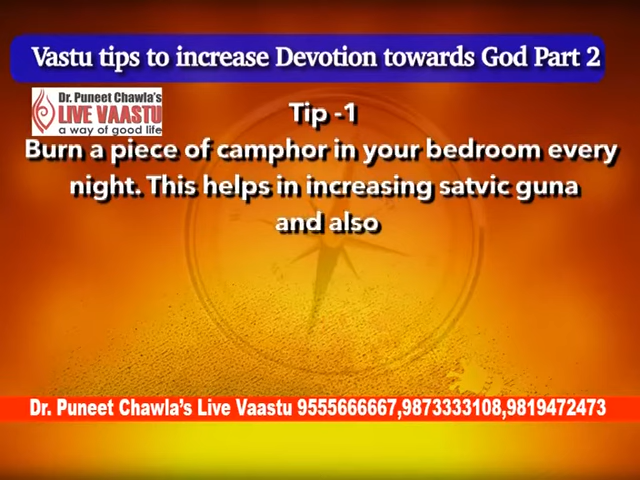 Vastu tips to increase Devotion towards God Part 2
Dr. Puneet Chawla's
LIVE VAASTU
a way of good life
Tip -1
Burn a piece of camphor in your bedroom every
night. This helps in increasing satvic guna
and also
Dr. Puneet Chawla's Live Vaastu 9555666667,9873333108,9819472473